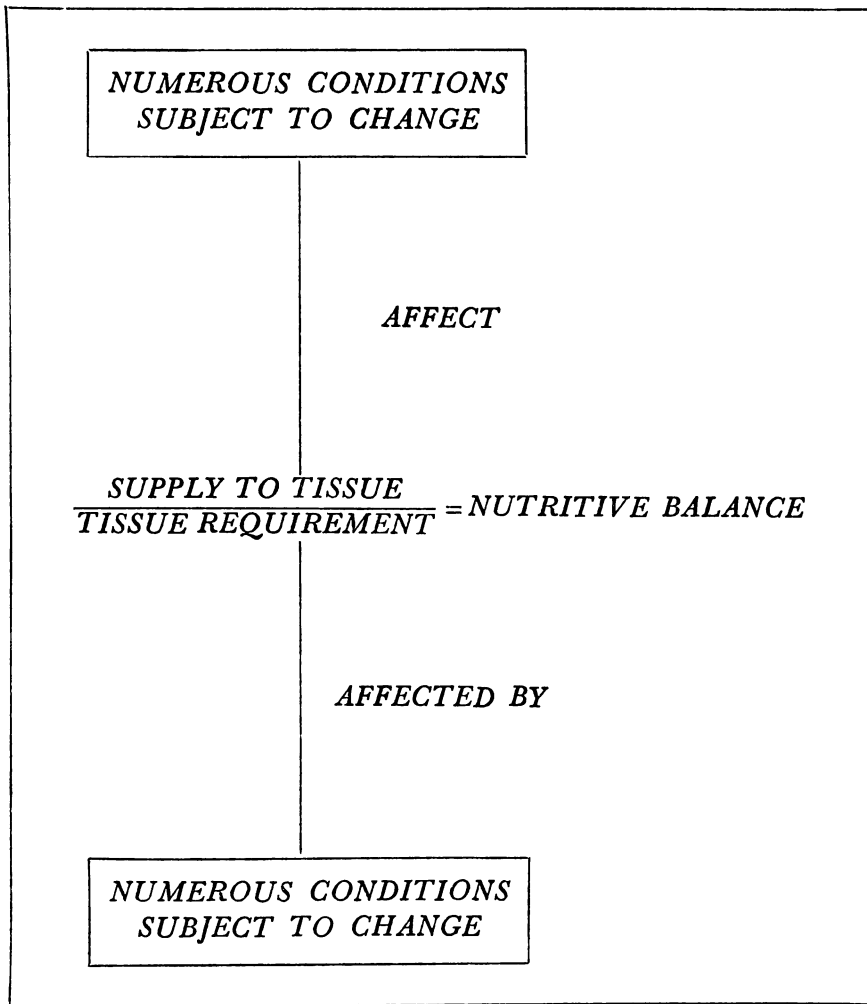 NUMEROUS CONDITIONS
SUBJECT TO CHANGE
AFFECT
SUPPLY TO TISSUE
TISSUE REQUIREMENT = NUTRITIVE BALANCE
AFFECTED BY
NUMEROUS CONDITIONS
SUBJECT TO CHANGE